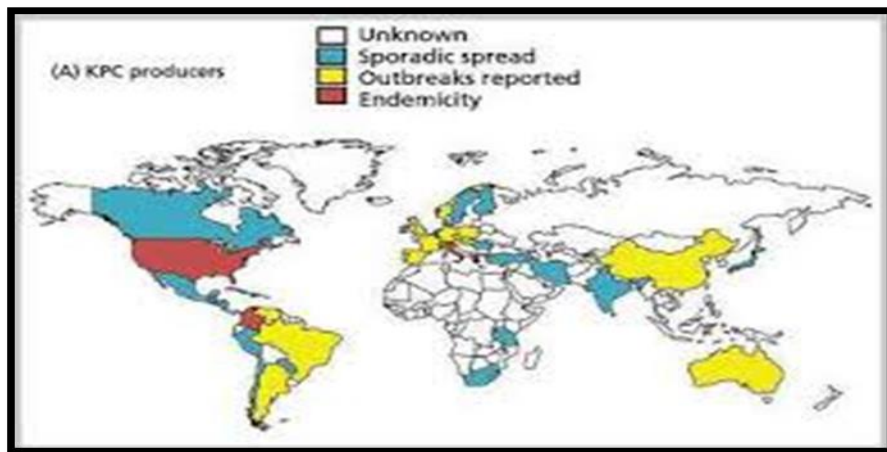 Unknown
Sporadic spread
(A) KPC producers
Outbreaks reported
Endemicity